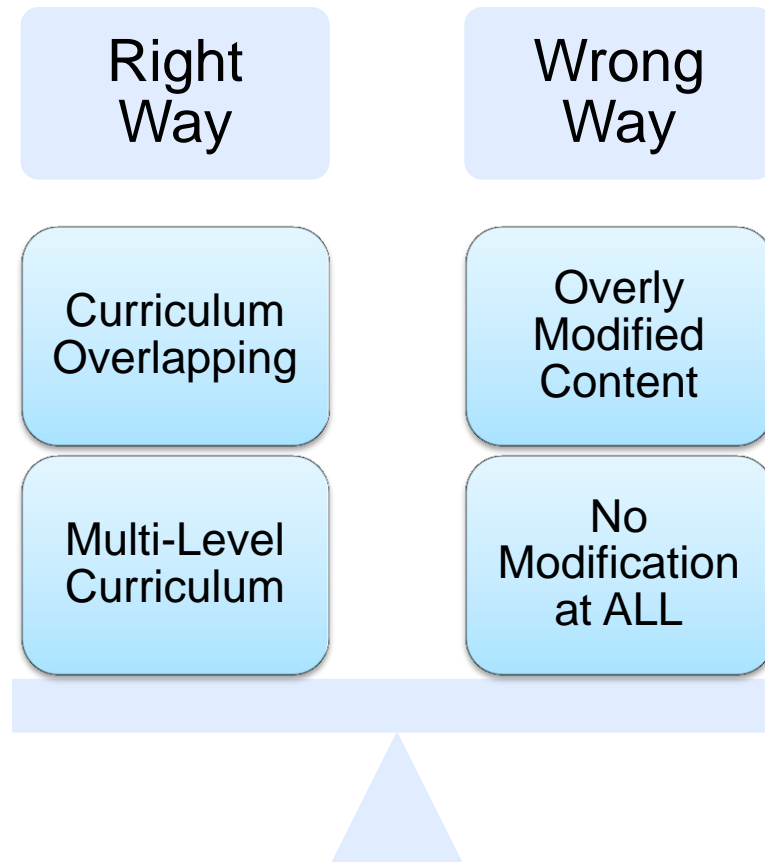 Right
Way
Wrong
Way
Curriculum
Overlapping
Overly
Modified
Content
Multi-Level
Curriculum
No
Modification
at ALL